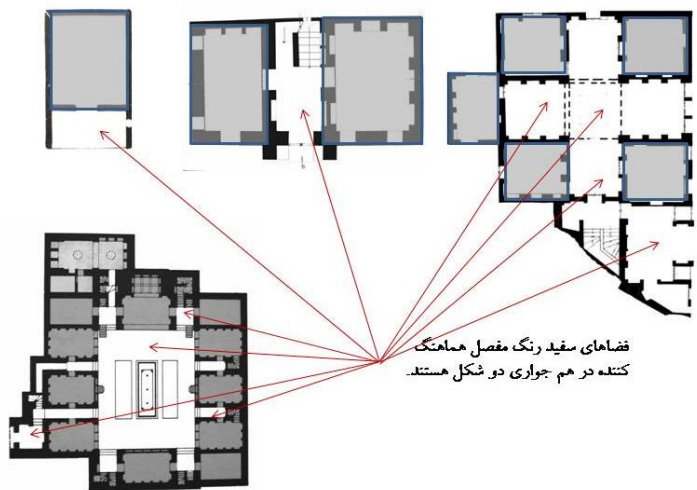 فضاهای سفید رنگ مفصل هماهنگ
کننده در هم جواری دو شکل هستند.